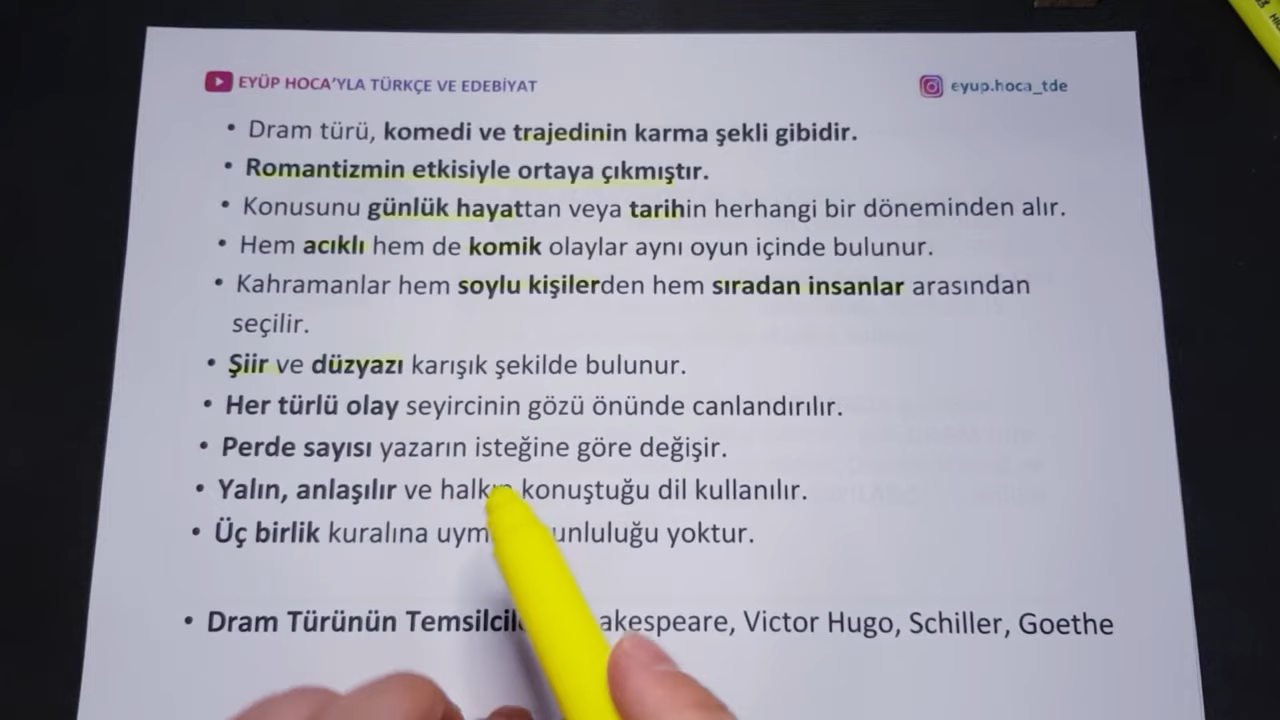 EYÜP HOCA'YLA TÜRKÇE VE EDEBİYAT
eyup.hoca_tde
• Dram türü, komedi ve trajedinin karma şekli gibidir.
• Romantizmin etkisiyle ortaya çıkmıştır.
• Konusunu günlük hayattan veya tarihin herhangi bir döneminden alır.
• Hem acıklı hem de komik olaylar aynı oyun içinde bulunur.
• Kahramanlar hem soylu kişilerden hem sıradan insanlar arasından
seçilir.
• Şiir ve düzyazı karışık şekilde bulunur.
• Her türlü olay seyircinin gözü önünde canlandırılır.
• Perde sayısı yazarın isteğine göre değişir.
• Yalın, anlaşılır ve halkın konuştuğu dil kullanılır.
• Üç birlik kuralına yoktur.
• Dram Türünün Victor Hugo, Schiller, Goethe